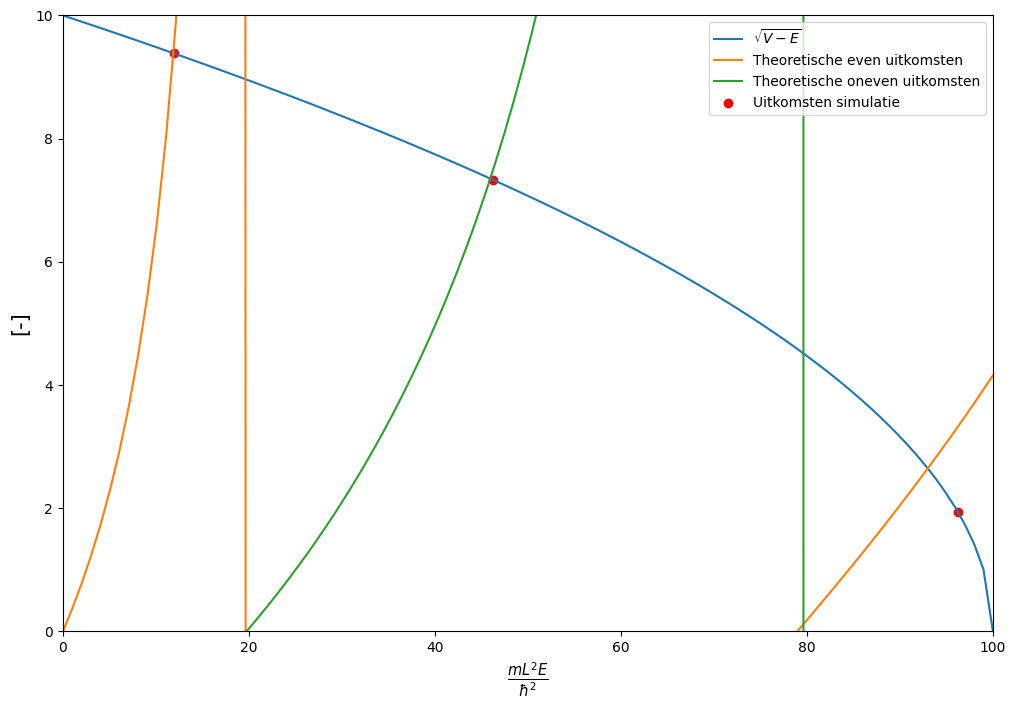 10
8
6
4
2
0
[-]
0 20 40 60 80 100
mL²E
ħ²
√V − E
Theoretische even uitkomsten
Theoretische oneven uitkomsten
Uitkomsten simulatie